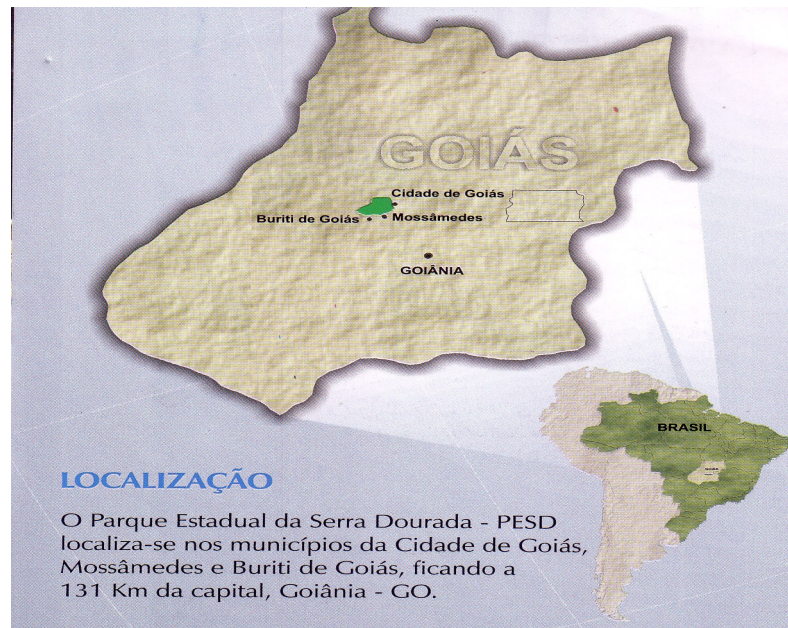 GOIÁS
Cidade de Goiás
Buriti de Goiás
Mossâmedes
GOIÂNIA
BRASIL
LOCALIZAÇÃO
O Parque Estadual da Serra Dourada - PESD
localiza-se nos municípios da Cidade de Goiás,
Mossâmedes e Buriti de Goiás, ficando a
131 Km da capital, Goiânia - GO.